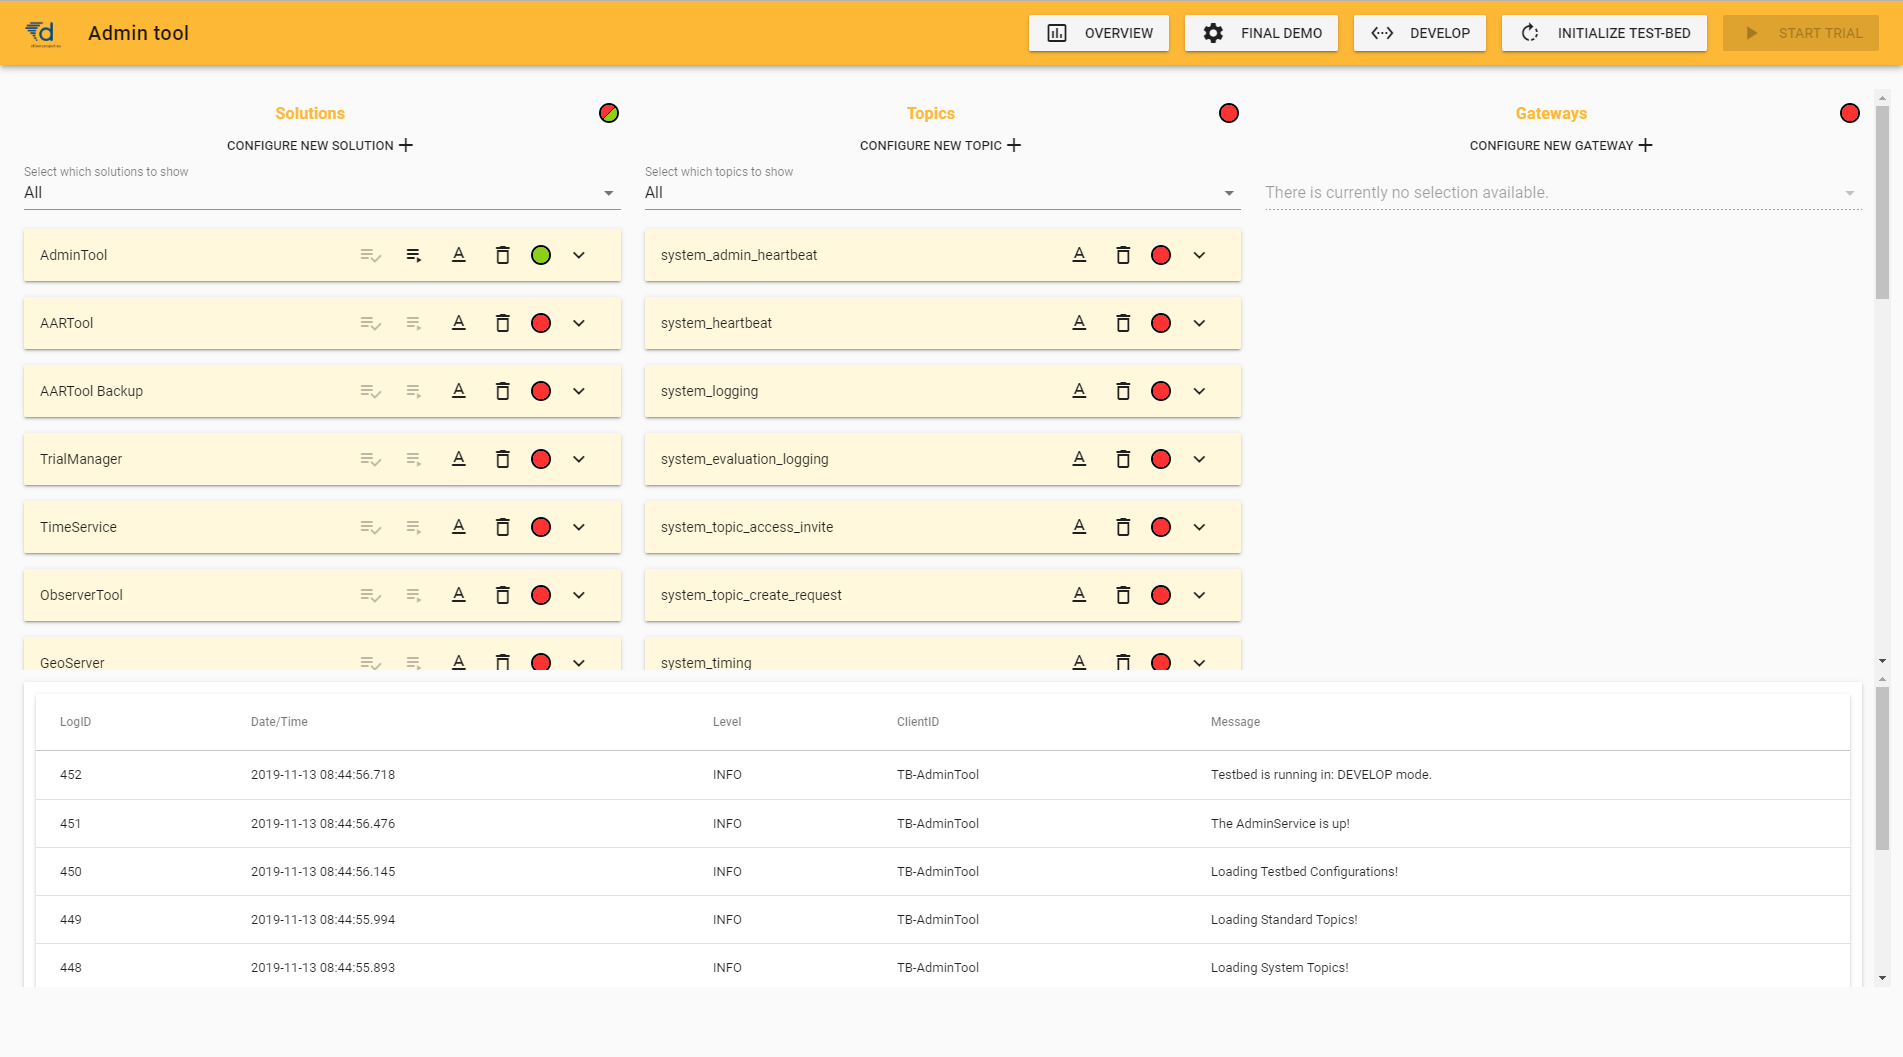 Admin tool
OVERVIEW
FINAL DEMO
DEVELOP
INITIALIZE TEST-BED
START TRIAL
Solutions
CONFIGURE NEW SOLUTION
Select which solutions to show
All
AdminTool
AARTool
AARTool Backup
TrialManager
TimeService
ObserverTool
GeoServer
Topics
CONFIGURE NEW TOPIC
Select which topics to show
All
system_admin_heartbeat
system_heartbeat
system_logging
system_evaluation_logging
system_topic_access_invite
system_topic_create_request
system_timing
Gateways
CONFIGURE NEW GATEWAY
There is currently no selection available.
LogID Date/Time Level ClientID Message
452 2019-11-13 08:44:56.718 INFO TB-AdminTool Testbed is running in: DEVELOP mode.
451 2019-11-13 08:44:56.476 INFO TB-AdminTool The AdminService is up!
450 2019-11-13 08:44:56.145 INFO TB-AdminTool Loading Testbed Configurations!
449 2019-11-13 08:44:55.994 INFO TB-AdminTool Loading Standard Topics!
448 2019-11-13 08:44:55.893 INFO TB-AdminTool Loading System Topics!